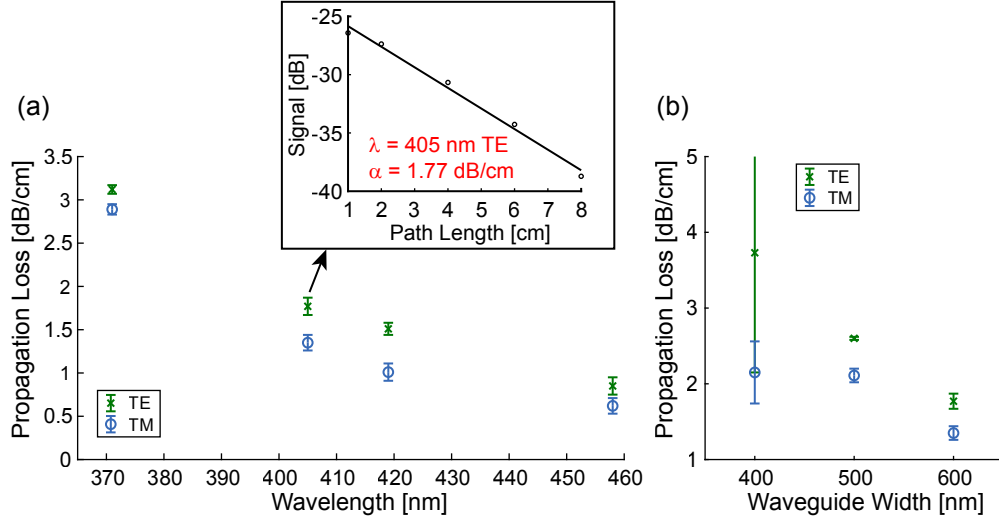 (a)
Propagation Loss [dB/cm]
3.5
3
2.5
2
1.5
1
0.5
0
370 380 390 400 410 420 430 440 450 460
Wavelength [nm]
TE
TM
Signal [dB]
-25
-30
-35
-40
λ = 405 nm TE
α = 1.77 dB/cm
1 2 4 6 8
Path Length [cm]
(b)
Propagation Loss [dB/cm]
5
4
3
2
1
TE
TM
400 500 600
Waveguide Width [nm]